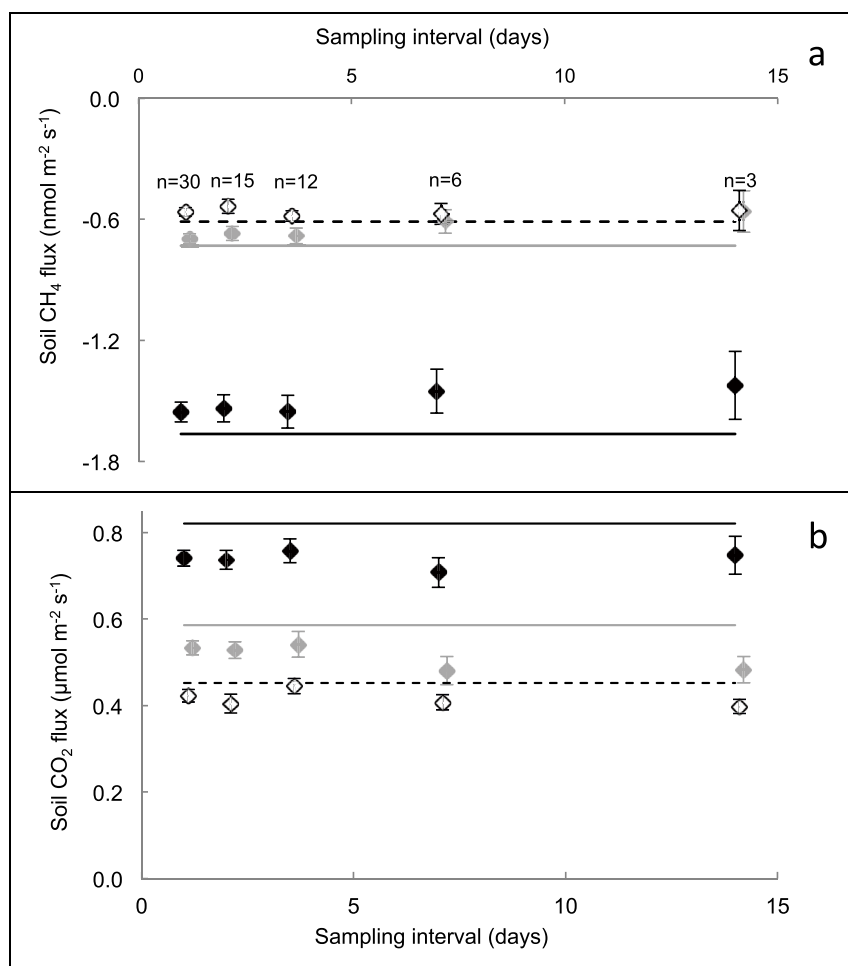 Sampling interval (days)
a
0 5 10 15
0.0
n=30 n=15 n=12 n=6 n=3
-0.6
-1.2
-1.8
Soil CH₄ flux (nmol m⁻² s⁻¹)
b
0.8
0.6
0.4
0.2
0.0
Soil CO₂ flux (µmol m⁻² s⁻¹)
0 5 10 15
Sampling interval (days)